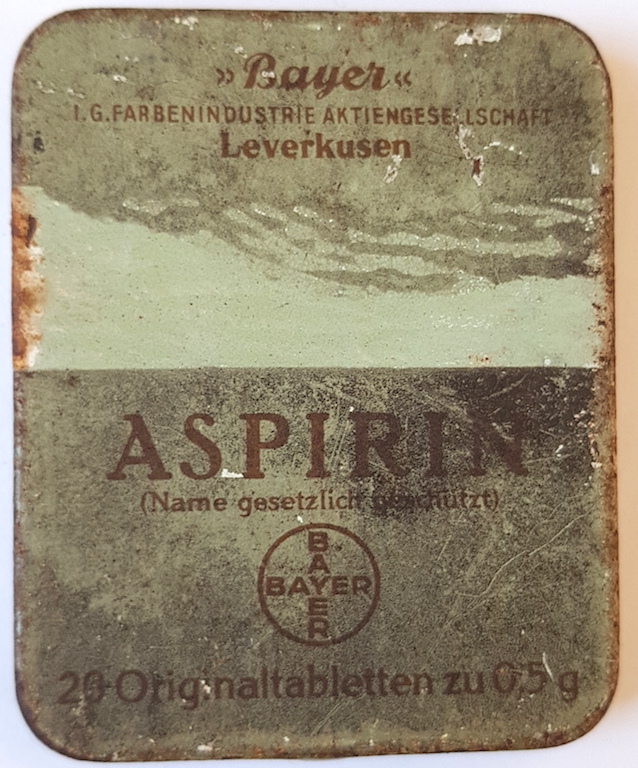 »Bayer«
I.G.FARBENINDUSTRIE AKTIENGESELLSCHAFT
Leverkusen
ASPIRIN
(Name gesetzlich geschützt)
BAYER
BAYER
20 Originaltabletten zu 0,5 g